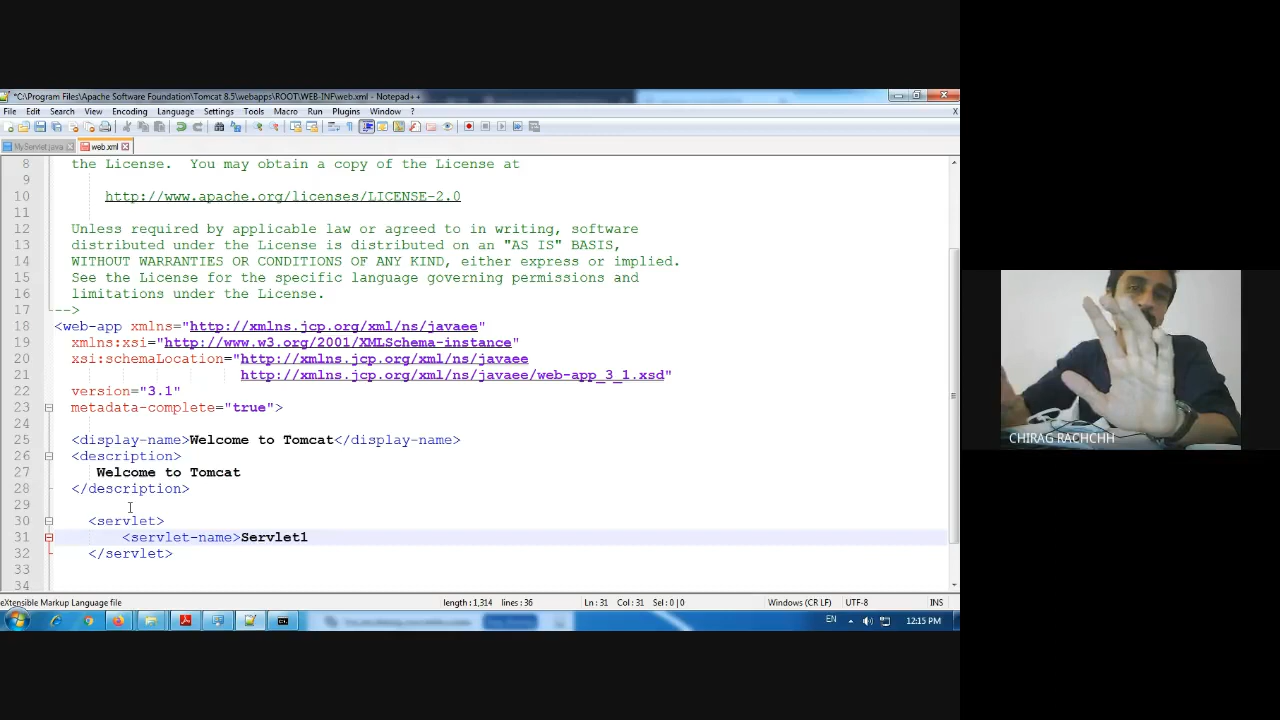 *C:\Program Files\Apache Software Foundation\Tomcat 8.5\webapps\ROOT\WEB-INF\web.xml - Notepad++
File Edit Search View Encoding Language Settings Tools Macro Run Plugins Window ? X
MyServlet.java web.xml
8 the License. You may obtain a copy of the License at
9
10 http://www.apache.org/licenses/LICENSE-2.0
11
12 Unless required by applicable law or agreed to in writing, software
13 distributed under the License is distributed on an "AS IS" BASIS,
14 WITHOUT WARRANTIES OR CONDITIONS OF ANY KIND, either express or implied.
15 See the License for the specific language governing permissions and
16 limitations under the License.
17 -->
18 <web-app xmlns="http://xmlns.jcp.org/xml/ns/javaee"
19 xmlns:xsi="http://www.w3.org/2001/XMLSchema-instance"
20 xsi:schemaLocation="http://xmlns.jcp.org/xml/ns/javaee
21 http://xmlns.jcp.org/xml/ns/javaee/web-app_3_1.xsd"
22 version="3.1"
23 metadata-complete="true">
24
25 <display-name>Welcome to Tomcat</display-name>
26 <description>
27 Welcome to Tomcat
28 </description>
29
30 <servlet>
31 <servlet-name>Servlet1
32 </servlet>
33
34
eXtensible Markup Language file length : 1,314 lines : 36 Ln : 31 Col : 31 Sel : 0 | 0 Windows (CR LF) UTF-8 INS
EN 12:15 PM
CHIRAG RACHCHH